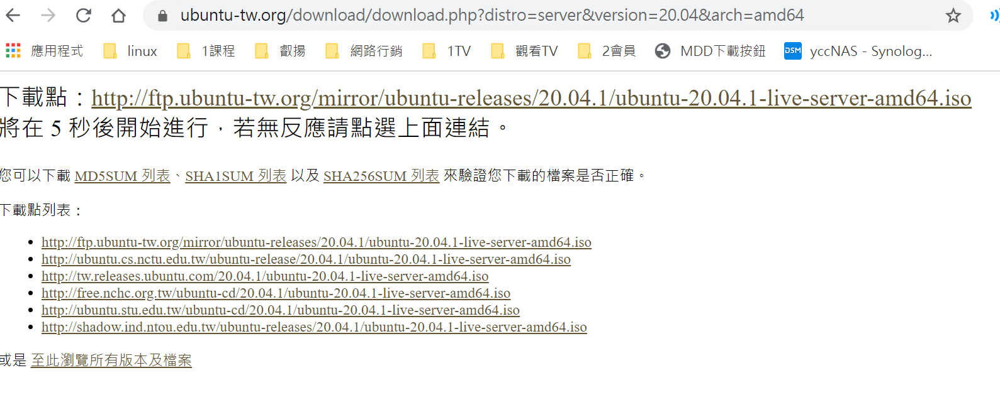 ubuntu-tw.org/download/download.php?distro=server&version=20.04&arch=amd64
應用程式 linux 1課程 叡揚 網路行銷 1TV 觀看TV 2會員 MDD下載按鈕 DSM yccNAS - Synolog...
下載點：http://ftp.ubuntu-tw.org/mirror/ubuntu-releases/20.04.1/ubuntu-20.04.1-live-server-amd64.iso
將在 5 秒後開始進行，若無反應請點選上面連結。
您可以下載 MD5SUM 列表、SHA1SUM 列表 以及 SHA256SUM 列表 來驗證您下載的檔案是否正確。
下載點列表：
• http://ftp.ubuntu-tw.org/mirror/ubuntu-releases/20.04.1/ubuntu-20.04.1-live-server-amd64.iso
• http://ubuntu.cs.nctu.edu.tw/ubuntu-release/20.04.1/ubuntu-20.04.1-live-server-amd64.iso
• http://tw.releases.ubuntu.com/20.04.1/ubuntu-20.04.1-live-server-amd64.iso
• http://free.nchc.org.tw/ubuntu-cd/20.04.1/ubuntu-20.04.1-live-server-amd64.iso
• http://ubuntu.stu.edu.tw/ubuntu-cd/20.04.1/ubuntu-20.04.1-live-server-amd64.iso
• http://shadow.ind.ntou.edu.tw/ubuntu-releases/20.04.1/ubuntu-20.04.1-live-server-amd64.iso
或是 至此瀏覽所有版本及檔案